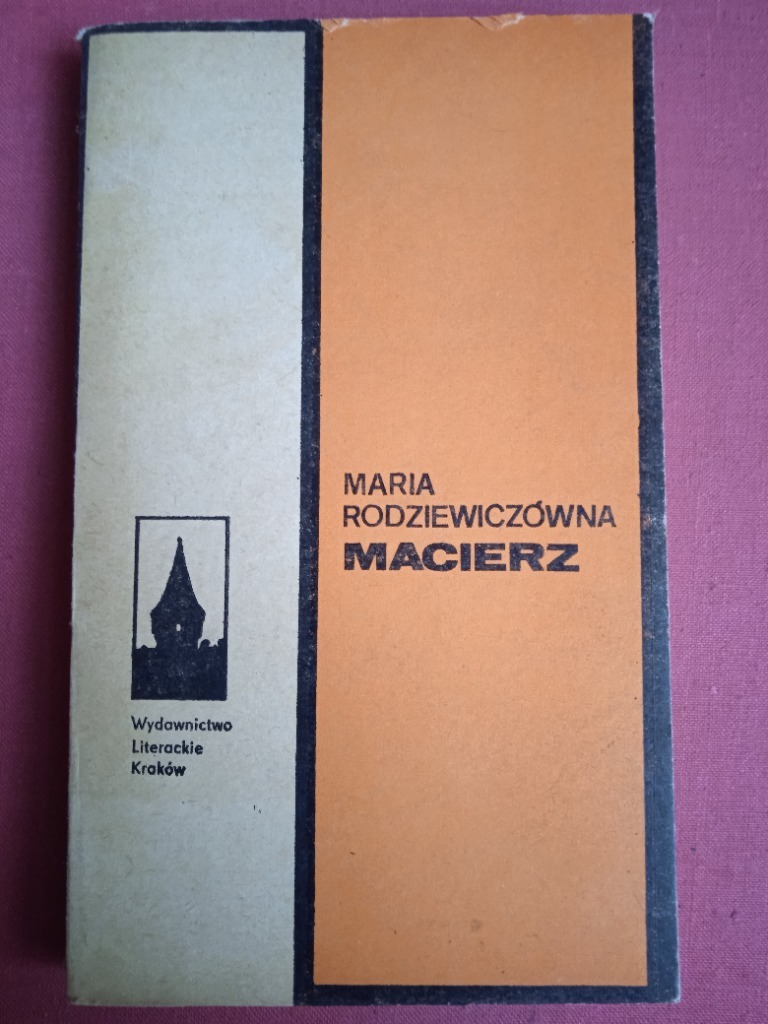 MARIA
RODZIEWICZÓWNA
MACIERZ
Wydawnictwo
Literackie
Kraków